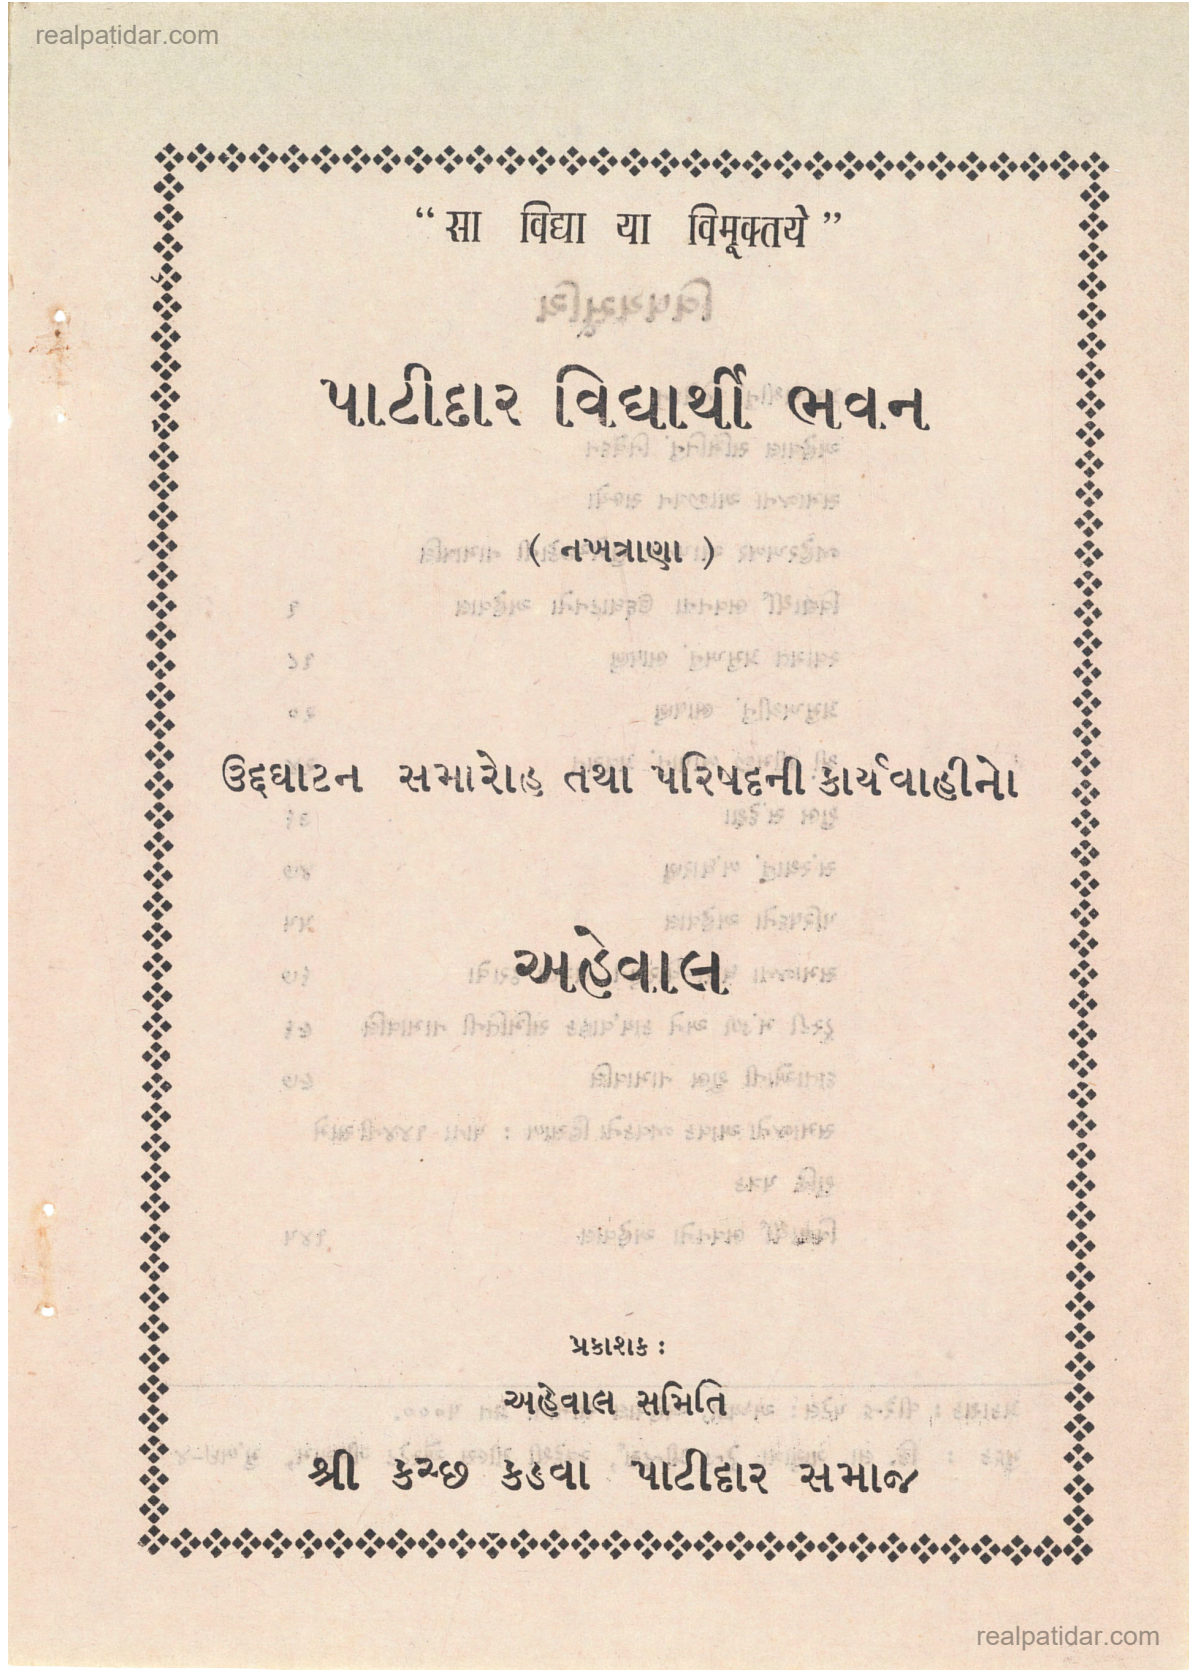 realpatidar.com
“सा विद्या या विमूक्तये”
પાટીદાર વિદ્યાર્થી ભવન
( નખત્રાણા )
ઉદ્દઘાટન સમારોહ તથા પરિષદની કાર્યવાહીનો
અહેવાલ
પ્રકાશક :
અહેવાલ સમિતિ
શ્રી કચ્છ કડવા પાટીદાર સમાજ
realpatidar.com